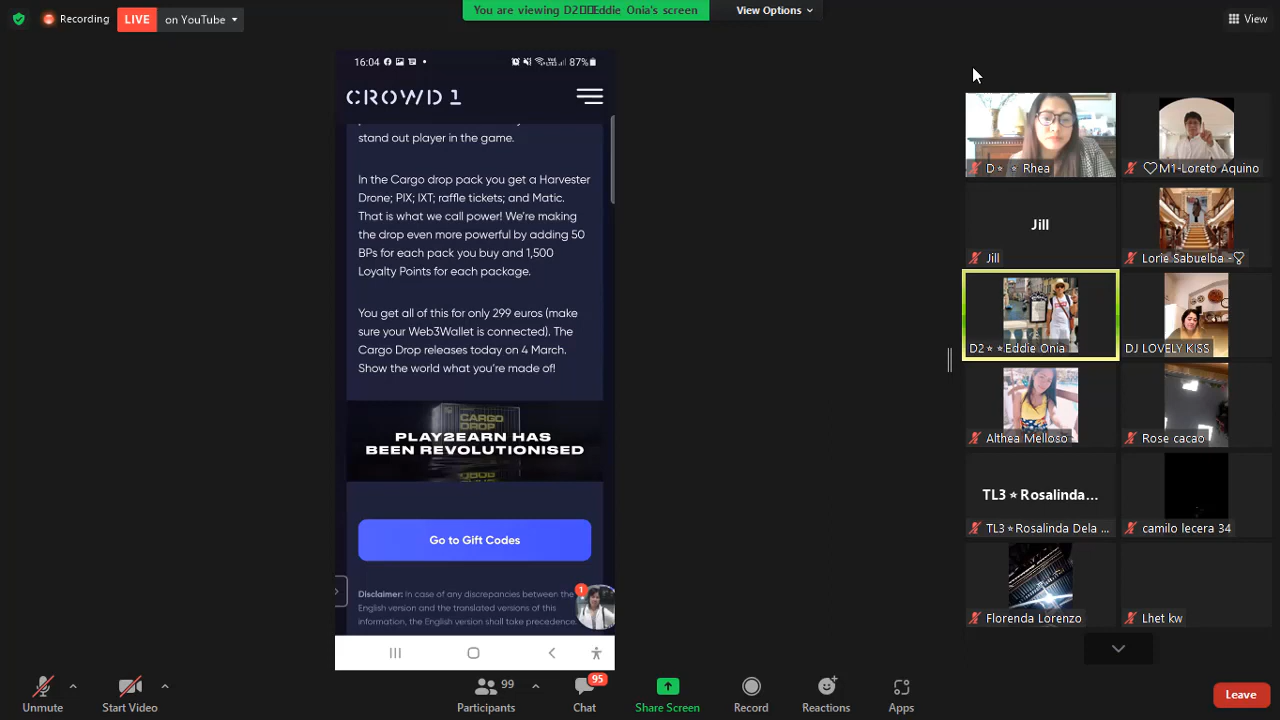 Recording
LIVE
on YouTube
You are viewing D2 Eddie Onia's screen
View Options
View
16:04
87%
CROWD 1
stand out player in the game.
In the Cargo drop pack you get a Harvester
Drone; PIX; IXT; raffle tickets; and Matic.
That is what we call power! We're making
the drop even more powerful by adding 50
BPs for each pack you buy and 1,500
Loyalty Points for each package.
You get all of this for only 299 euros (make
sure your Web3Wallet is connected). The
Cargo Drop releases today on 4 March.
Show the world what you're made of!
CARGO
DROP
PLAY2EARN HAS
BEEN REVOLUTIONISED
Go to Gift Codes
Disclaimer: In case of any discrepancies between the
English version and the translated versions of this
information, the English version shall take precedence.
1
D⭐ ⭐ Rhea
♡M1-Loreto Aquino
Jill
Jill
Lorie Sabuelba -
D2⭐⭐Eddie Onia
DJ LOVELY KISS
Althea Melloso
Rose cacao
TL3⭐Rosalinda...
TL3⭐Rosalinda Dela ...
camilo lecera 34
Florenda Lorenzo
Lhet kw
Unmute
Start Video
99
Participants
95
Chat
Share Screen
Record
Reactions
Apps
Leave